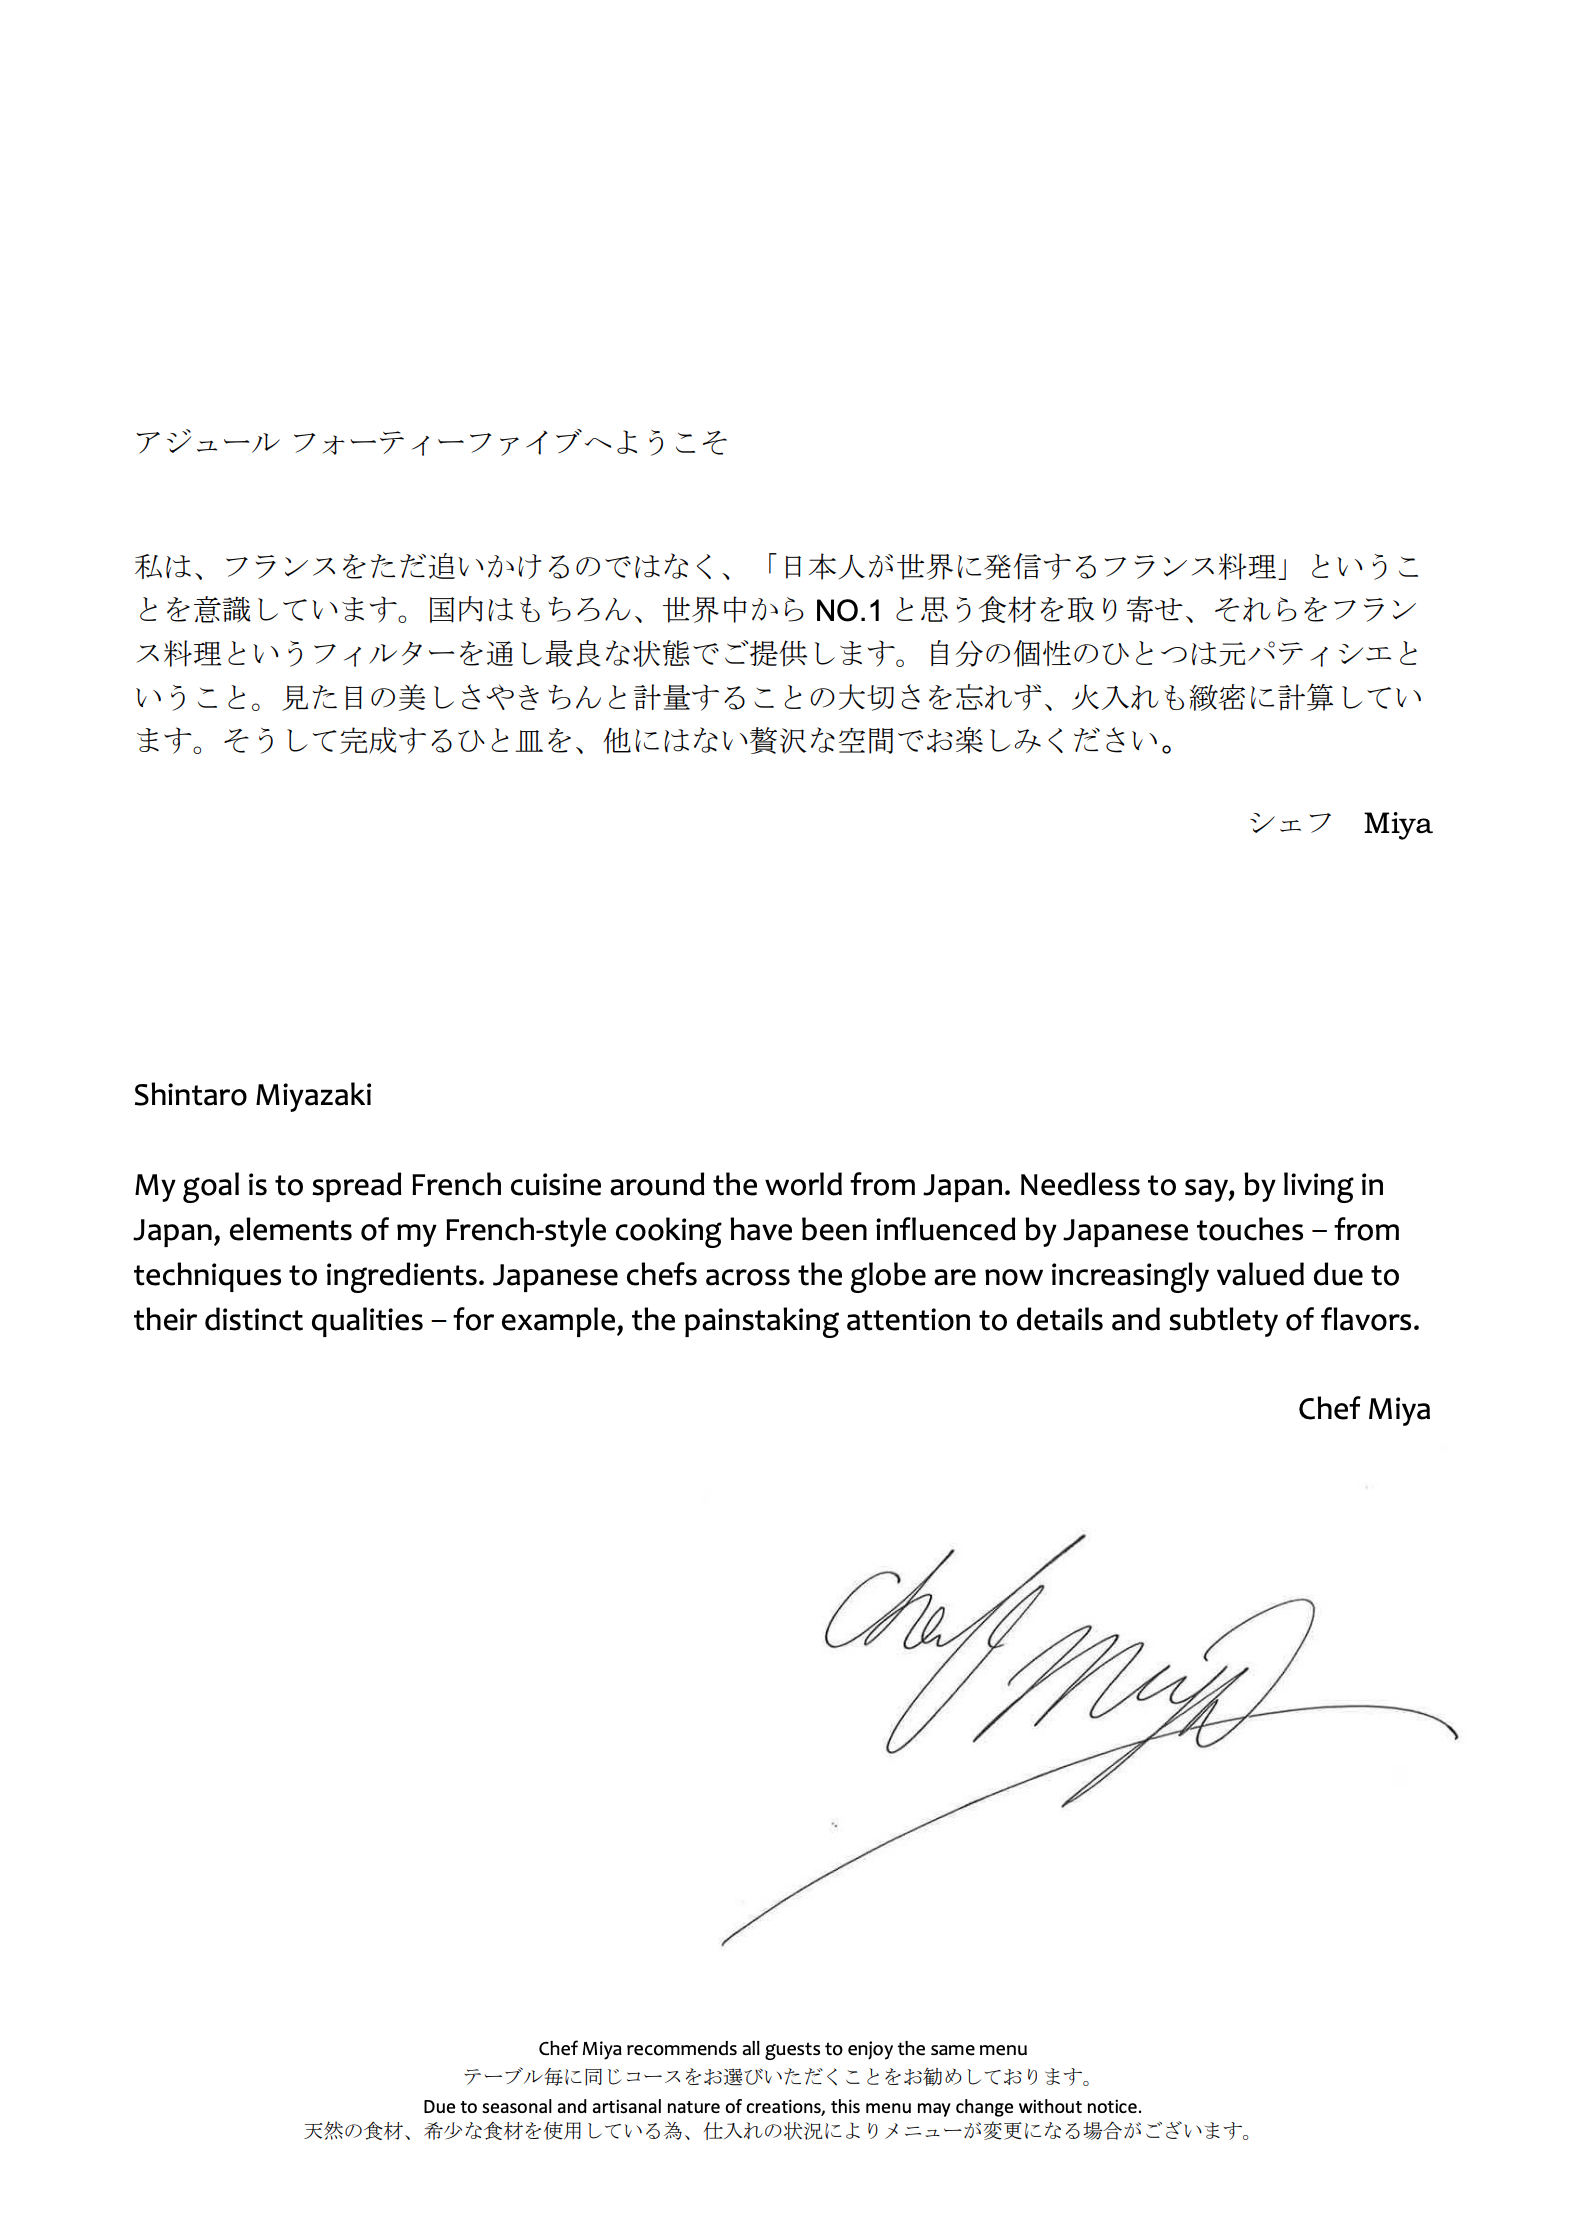 アジュール フォーティーファイブへようこそ
私は、フランスをただ追いかけるのではなく、「日本人が世界に発信するフランス料理」というこ
とを意識しています。国内はもちろん、世界中から NO.1 と思う食材を取り寄せ、それらをフラン
ス料理というフィルターを通し最良な状態でご提供します。自分の個性のひとつは元パティシエと
いうこと。見た目の美しさやきちんと計量することの大切さを忘れず、火入れも緻密に計算してい
ます。そうして完成するひと皿を、他にはない贅沢な空間でお楽しみください。
シェフ　Miya
Shintaro Miyazaki
My goal is to spread French cuisine around the world from Japan. Needless to say, by living in
Japan, elements of my French-style cooking have been influenced by Japanese touches – from
techniques to ingredients. Japanese chefs across the globe are now increasingly valued due to
their distinct qualities – for example, the painstaking attention to details and subtlety of flavors.
Chef Miya
Chef Miya
Chef Miya recommends all guests to enjoy the same menu
テーブル毎に同じコースをお選びいただくことをお勧めしております。
Due to seasonal and artisanal nature of creations, this menu may change without notice.
天然の食材、希少な食材を使用している為、仕入れの状況によりメニューが変更になる場合がございます。